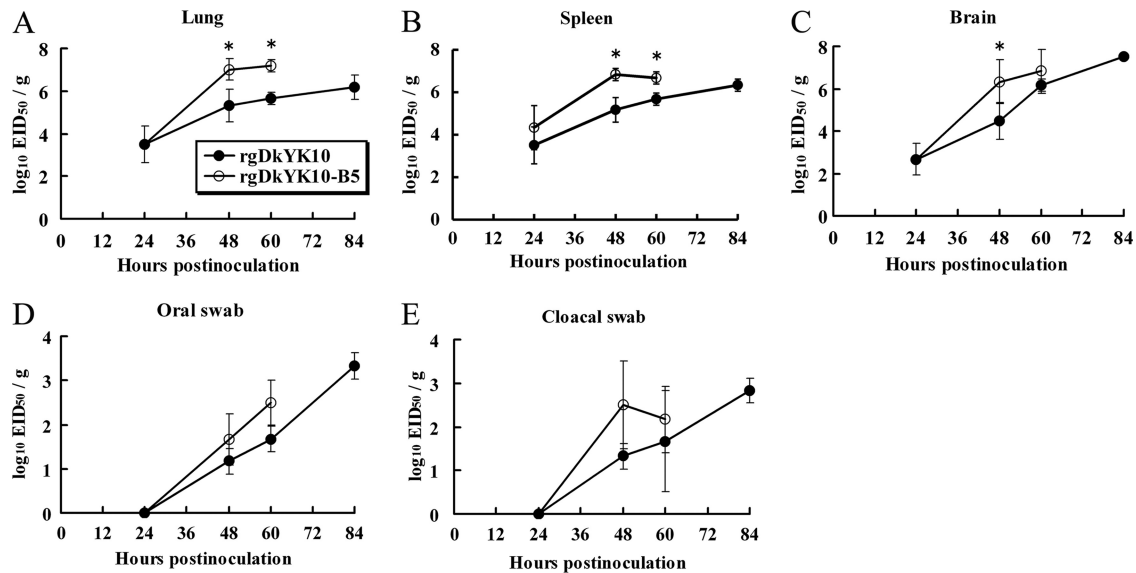 A
Lung
log10 EID50 / g
8
6
4
2
0
* *
rgDkYK10
rgDkYK10-B5
0 12 24 36 48 60 72 84
Hours postinoculation
B
Spleen
log10 EID50 / g
8
6
4
2
0
* *
0 12 24 36 48 60 72 84
Hours postinoculation
C
Brain
log10 EID50 / g
8
6
4
2
0
*
0 12 24 36 48 60 72 84
Hours postinoculation
D
Oral swab
log10 EID50 / g
4
3
2
1
0
0 12 24 36 48 60 72 84
Hours postinoculation
E
Cloacal swab
log10 EID50 / g
4
3
2
1
0
0 12 24 36 48 60 72 84
Hours postinoculation